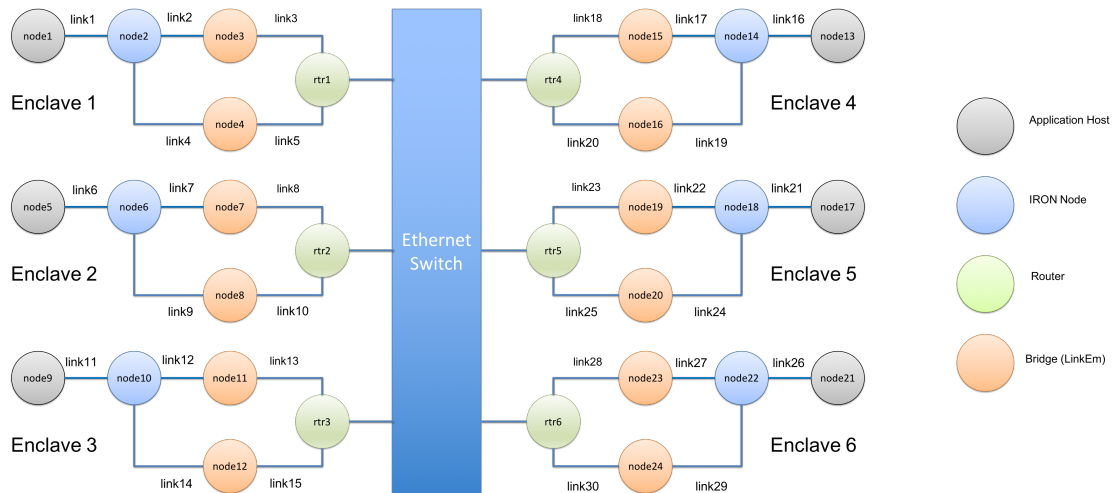 link1 link2 link3 link18 link17 link16
node1 node2 node3 node15 node14 node13
rtr1 rtr4
Enclave 1 Enclave 4
node4 node16
link4 link5 link20 link19
link6 link7 link8 link23 link22 link21
node5 node6 node7 node19 node18 node17
rtr2 rtr5
Enclave 2 Enclave 5
node8 node20
link9 link10 link25 link24
link11 link12 link13 link28 link27 link26
node9 node10 node11 node23 node22 node21
rtr3 rtr6
Enclave 3 Enclave 6
node12 node24
link14 link15 link30 link29
Ethernet
Switch
Application Host
IRON Node
Router
Bridge (LinkEm)